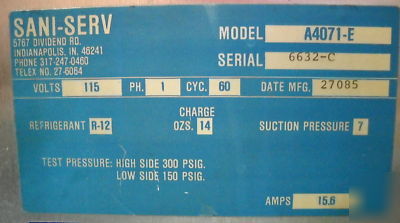 SANI-SERV
5767 DIVIDEND RD.
INDIANAPOLIS, IN. 46241
PHONE 317-247-0460
TELEX NO. 27-6064
MODEL A4071-E
SERIAL 6632-C
VOLTS 115 PH. 1 CYC. 60 DATE MFG. 27085
CHARGE
REFRIGERANT R-12 OZS. 14 SUCTION PRESSURE 7
TEST PRESSURE: HIGH SIDE 300 PSIG.
LOW SIDE 150 PSIG.
AMPS 15.6